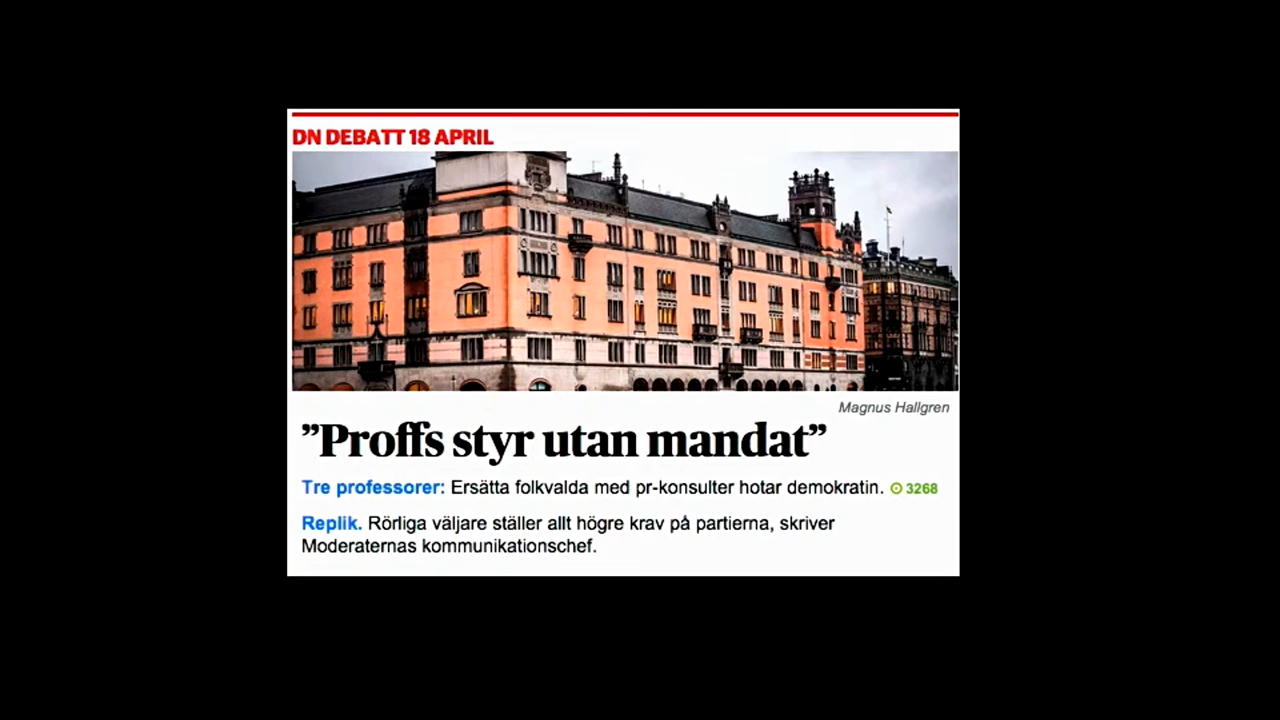 DN DEBATT 18 APRIL
Magnus Hallgren
”Proffs styr utan mandat”
Tre professorer: Ersätta folkvalda med pr-konsulter hotar demokratin. 3268
Replik. Rörliga väljare ställer allt högre krav på partierna, skriver
Moderaternas kommunikationschef.